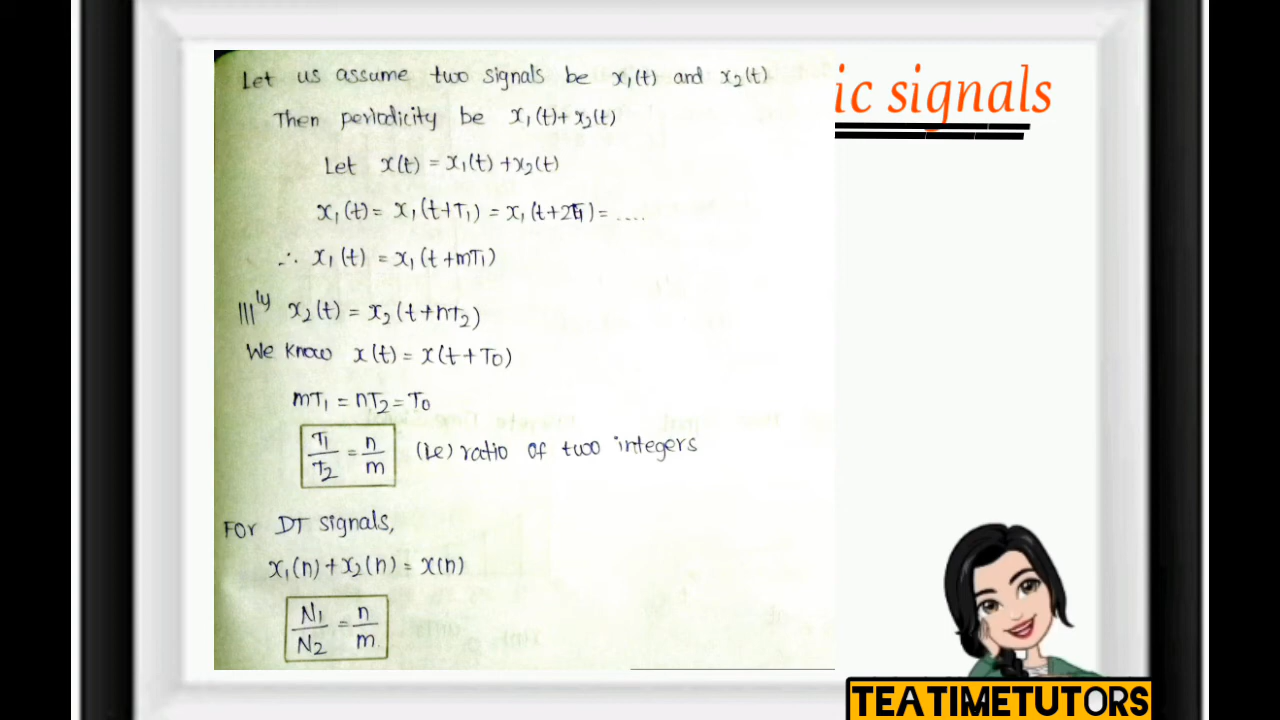 Let us assume two signals be x₁(t) and x₂(t)
ic signals
Then periodicity be x₁(t)+x₂(t)
Let x(t) = x₁(t)+x₂(t)
x₁(t) = x₁(t+T₁) = x₁(t+2T₁) = ....
∴ x₁(t) = x₁(t+mT₁)
|||ly x₂(t) = x₂(t+nT₂)
We know x(t) = x(t+T₀)
mT₁ = nT₂ = T₀
T₁/T₂ = n/m (i.e) ratio of two integers
For DT signals,
x₁(n)+x₂(n) = x(n)
N₁/N₂ = n/m
TEATIMETUTORS